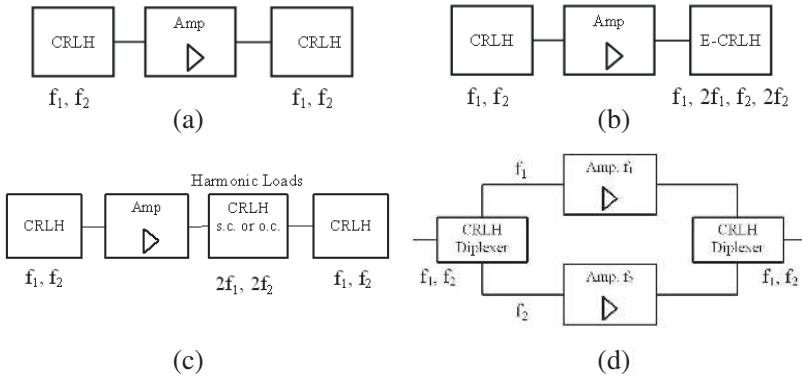 CRLH
Amp
CRLH
f1, f2
f1, f2
(a)
CRLH
Amp
E-CRLH
f1, f2
f1, 2f1, f2, 2f2
(b)
Harmonic Loads
CRLH
Amp
CRLH
s.c. or o.c.
CRLH
f1, f2
2f1, 2f2
f1, f2
(c)
f1
Amp. f1
CRLH
Diplexer
CRLH
Diplexer
f1, f2
f1, f2
Amp. f2
f2
(d)